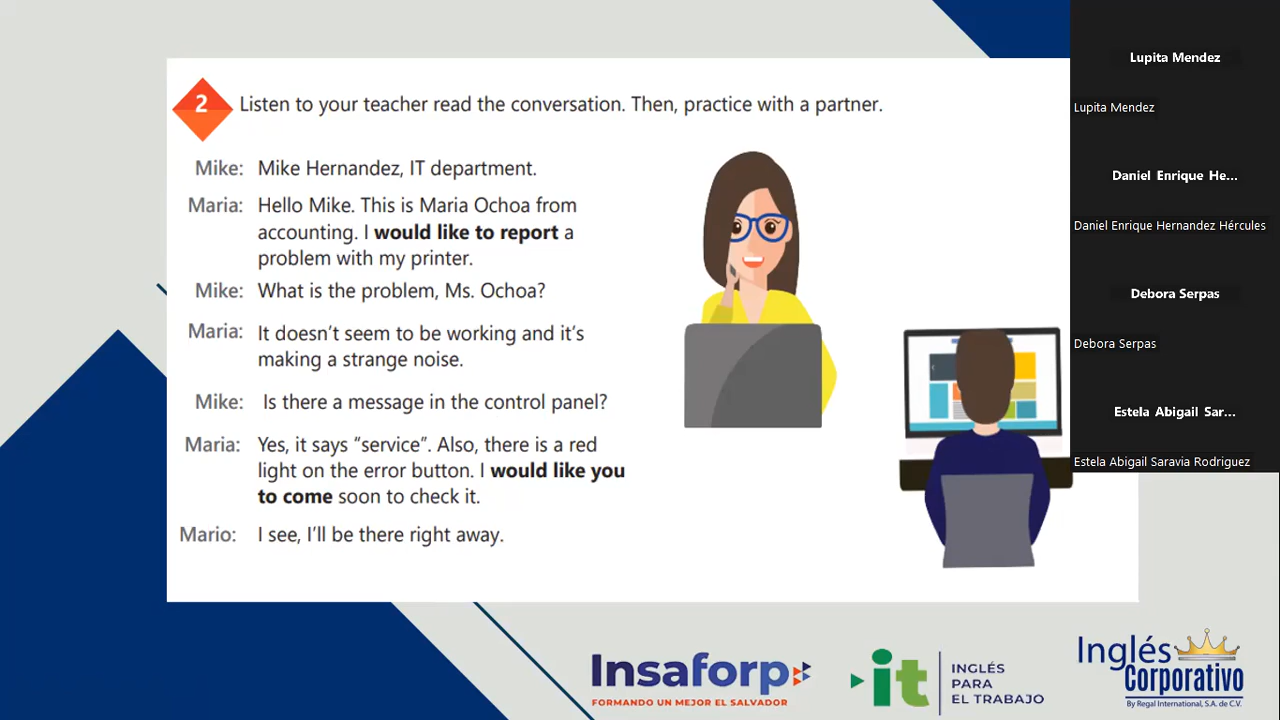 2 Listen to your teacher read the conversation. Then, practice with a partner.
Mike: Mike Hernandez, IT department.
Maria: Hello Mike. This is Maria Ochoa from
accounting. I would like to report a
problem with my printer.
Mike: What is the problem, Ms. Ochoa?
Maria: It doesn't seem to be working and it's
making a strange noise.
Mike: Is there a message in the control panel?
Maria: Yes, it says “service”. Also, there is a red
light on the error button. I would like you
to come soon to check it.
Mario: I see, I'll be there right away.
Lupita Mendez
Lupita Mendez
Daniel Enrique He...
Daniel Enrique Hernandez Hércules
Debora Serpas
Debora Serpas
Estela Abigail Sar...
Estela Abigail Saravia Rodriguez
Insaforp
FORMANDO UN MEJOR EL SALVADOR
it
INGLÉS
PARA
EL TRABAJO
Inglés
Corporativo
By Regal International, S.A. de C.V.